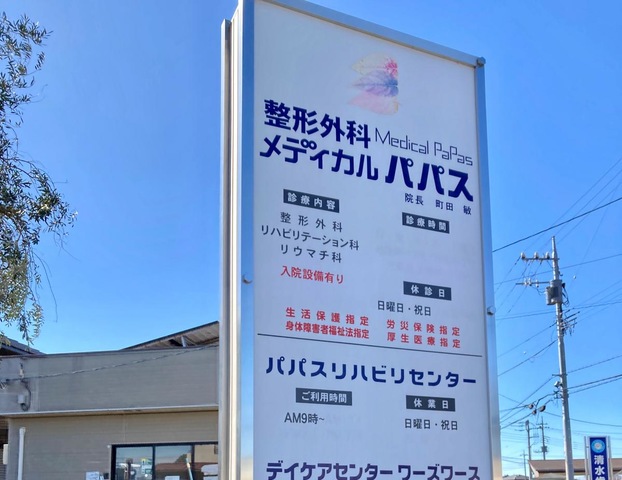 整形外科 Medical PaPas
メディカルパパス
院長 町田 敏
診療内容
診療時間
整形外科
リハビリテーション科
リウマチ科
入院設備有り
休診日
日曜日・祝日
生活保護指定 労災保険指定
身体障害者福祉法指定 厚生医療指定
パパスリハビリセンター
ご利用時間
休業日
AM9時~
日曜日・祝日
デイケアセンター ワーズワース
清水